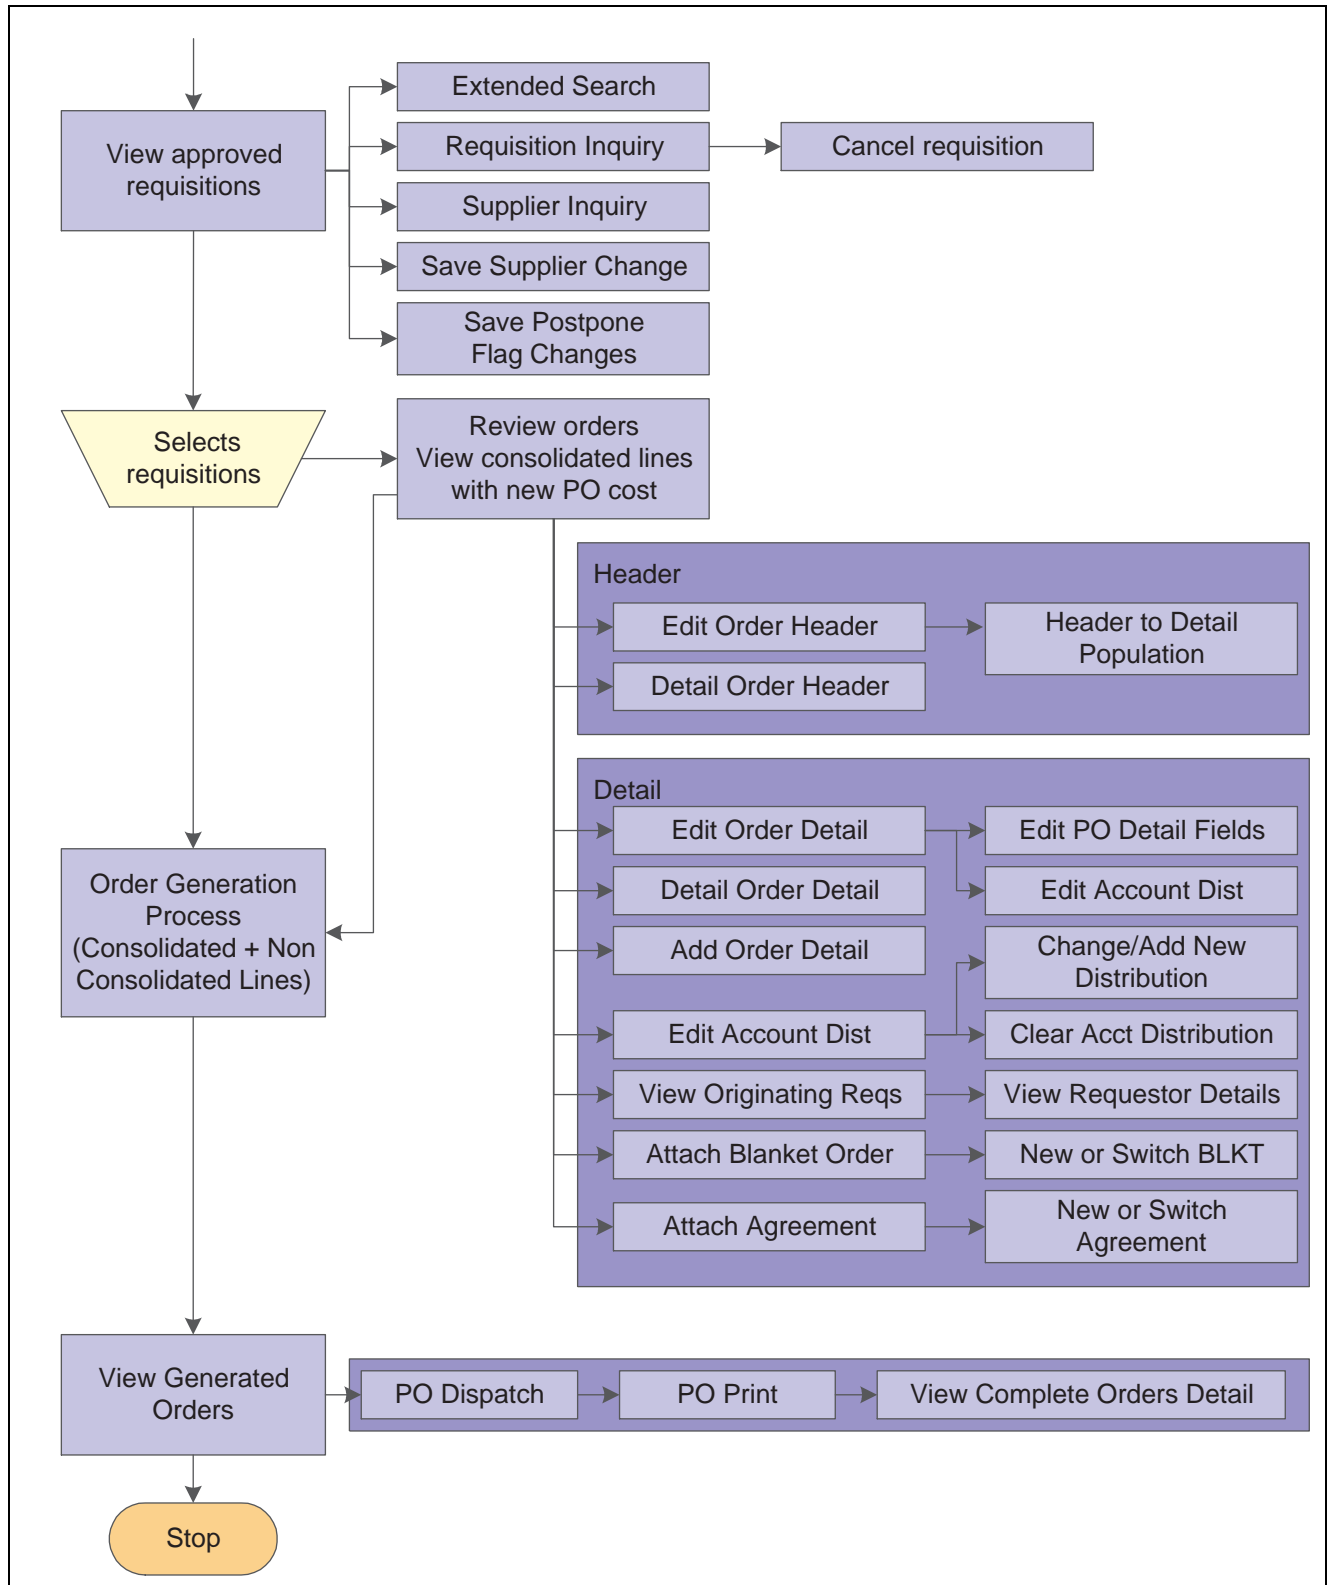 View approved
requisitions
Extended Search
Requisition Inquiry
Cancel requisition
Supplier Inquiry
Save Supplier Change
Save Postpone
Flag Changes
Selects
requisitions
Review orders
View consolidated lines
with new PO cost
Header
Edit Order Header
Header to Detail
Population
Detail Order Header
Detail
Edit Order Detail
Edit PO Detail Fields
Detail Order Detail
Edit Account Dist
Add Order Detail
Change/Add New
Distribution
Edit Account Dist
Clear Acct Distribution
View Originating Reqs
View Requestor Details
Attach Blanket Order
New or Switch BLKT
Attach Agreement
New or Switch
Agreement
Order Generation
Process
(Consolidated + Non
Consolidated Lines)
View Generated
Orders
PO Dispatch
PO Print
View Complete Orders Detail
Stop